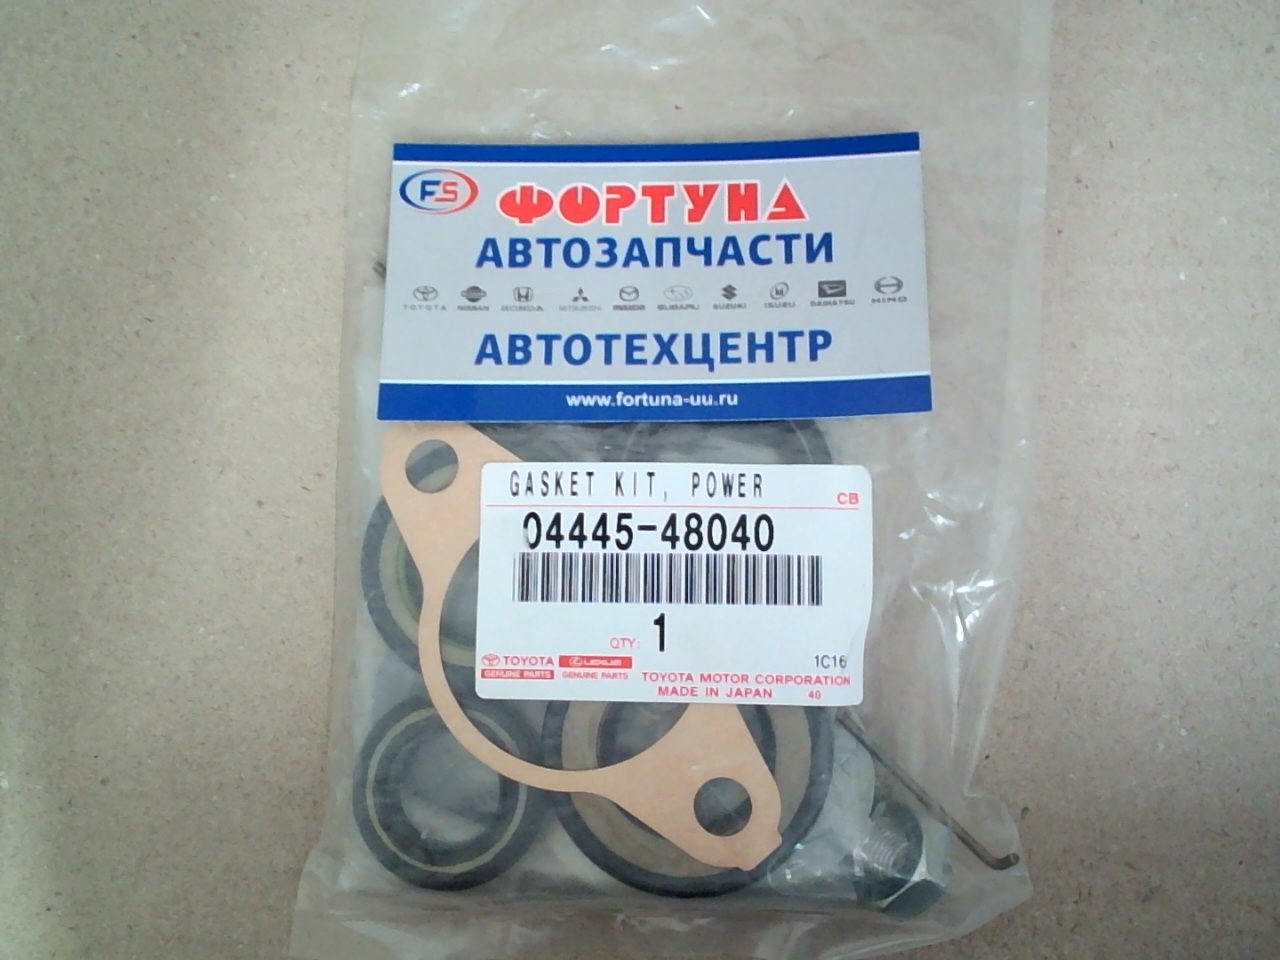 FS ФОРТУНА
АВТОЗАПЧАСТИ
TOYOTA NISSAN HONDA MITSUBISHI MAZDA SUBARU SUZUKI ISUZU DAIHATSU HINO
АВТОТЕХЦЕНТР
www.fortuna-uu.ru
GASKET KIT, POWER
CB
04445-48040
QTY: 1
1C16
TOYOTA LEXUS
GENUINE PARTS GENUINE PARTS
TOYOTA MOTOR CORPORATION
MADE IN JAPAN 40